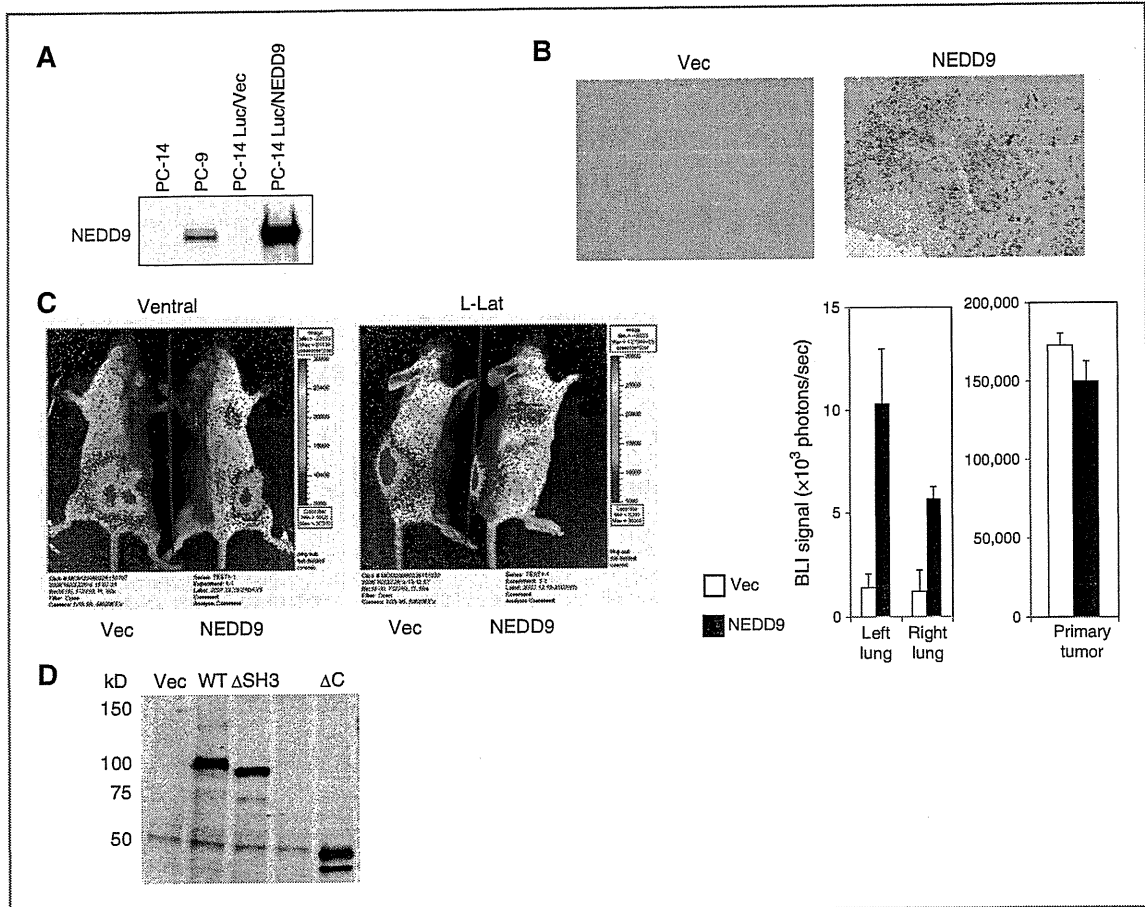 A
PC-14
PC-9
PC-14 Luc/Vec
PC-14 Luc/NEDD9
NEDD9
B
Vec
NEDD9
C
Ventral
L-Lat
Vec
NEDD9
Vec
NEDD9
BLI signal (×10³ photons/sec)
15
10
5
0
Left lung
Right lung
200,000
150,000
100,000
50,000
0
Primary tumor
Vec
NEDD9
D
kD
Vec
WT
ΔSH3
ΔC
150
100
75
50